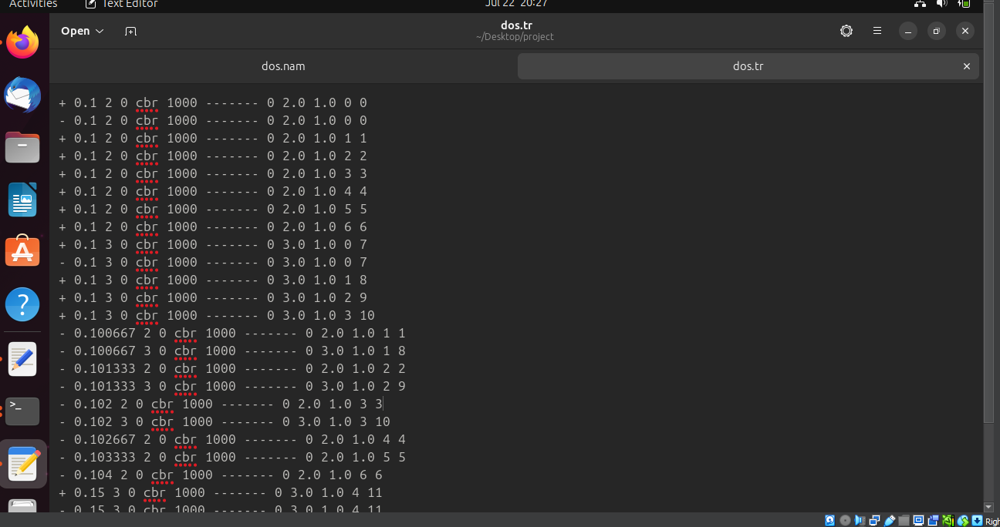 Activities Text Editor Jul 22 20:27
Open dos.tr
~/Desktop/project
dos.nam dos.tr
+ 0.1 2 0 cbr 1000 ------- 0 2.0 1.0 0 0
- 0.1 2 0 cbr 1000 ------- 0 2.0 1.0 0 0
+ 0.1 2 0 cbr 1000 ------- 0 2.0 1.0 1 1
+ 0.1 2 0 cbr 1000 ------- 0 2.0 1.0 2 2
+ 0.1 2 0 cbr 1000 ------- 0 2.0 1.0 3 3
+ 0.1 2 0 cbr 1000 ------- 0 2.0 1.0 4 4
+ 0.1 2 0 cbr 1000 ------- 0 2.0 1.0 5 5
+ 0.1 2 0 cbr 1000 ------- 0 2.0 1.0 6 6
+ 0.1 3 0 cbr 1000 ------- 0 3.0 1.0 0 7
- 0.1 3 0 cbr 1000 ------- 0 3.0 1.0 0 7
+ 0.1 3 0 cbr 1000 ------- 0 3.0 1.0 1 8
+ 0.1 3 0 cbr 1000 ------- 0 3.0 1.0 2 9
+ 0.1 3 0 cbr 1000 ------- 0 3.0 1.0 3 10
- 0.100667 2 0 cbr 1000 ------- 0 2.0 1.0 1 1
- 0.100667 3 0 cbr 1000 ------- 0 3.0 1.0 1 8
- 0.101333 2 0 cbr 1000 ------- 0 2.0 1.0 2 2
- 0.101333 3 0 cbr 1000 ------- 0 3.0 1.0 2 9
- 0.102 2 0 cbr 1000 ------- 0 2.0 1.0 3 3
- 0.102 3 0 cbr 1000 ------- 0 3.0 1.0 3 10
- 0.102667 2 0 cbr 1000 ------- 0 2.0 1.0 4 4
- 0.103333 2 0 cbr 1000 ------- 0 2.0 1.0 5 5
- 0.104 2 0 cbr 1000 ------- 0 2.0 1.0 6 6
+ 0.15 3 0 cbr 1000 ------- 0 3.0 1.0 4 11
- 0.15 3 0 cbr 1000 ------- 0 3.0 1.0 4 11
Righ